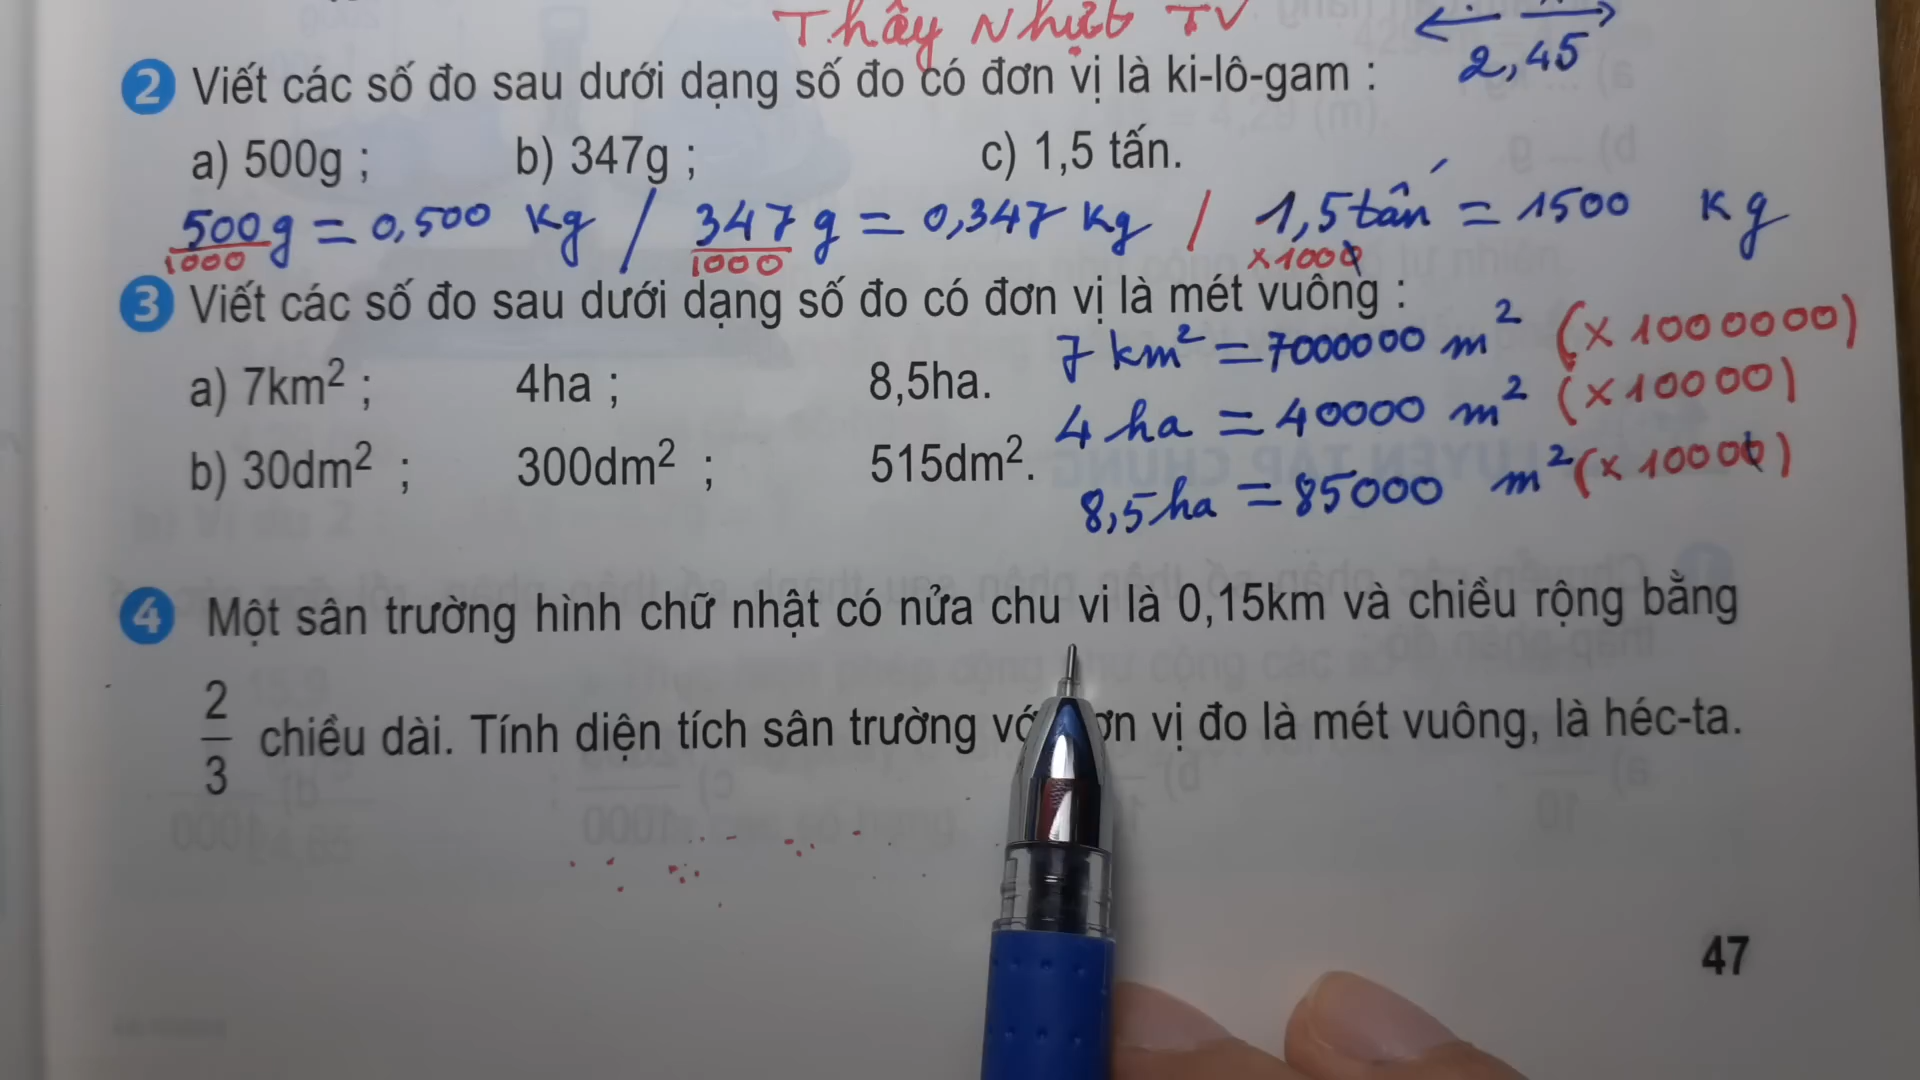 Thầy Nhựt TV
2,45
2 Viết các số đo sau dưới dạng số đo có đơn vị là ki-lô-gam :
a) 500g ; b) 347g ; c) 1,5 tấn.
500g = 0,500 kg / 347 g = 0,347 kg / 1,5 tấn = 1500 kg
1000 1000 x1000
3 Viết các số đo sau dưới dạng số đo có đơn vị là mét vuông :
7 km² = 7000000 m² (x 1000000)
a) 7km² ; 4ha ; 8,5ha.
4 ha = 40000 m² (x 10000)
b) 30dm² ; 300dm² ; 515dm².
8,5 ha = 85000 m² (x 10000)
4 Một sân trường hình chữ nhật có nửa chu vi là 0,15km và chiều rộng bằng
2/3 chiều dài. Tính diện tích sân trường vớ ơn vị đo là mét vuông, là héc-ta.
47